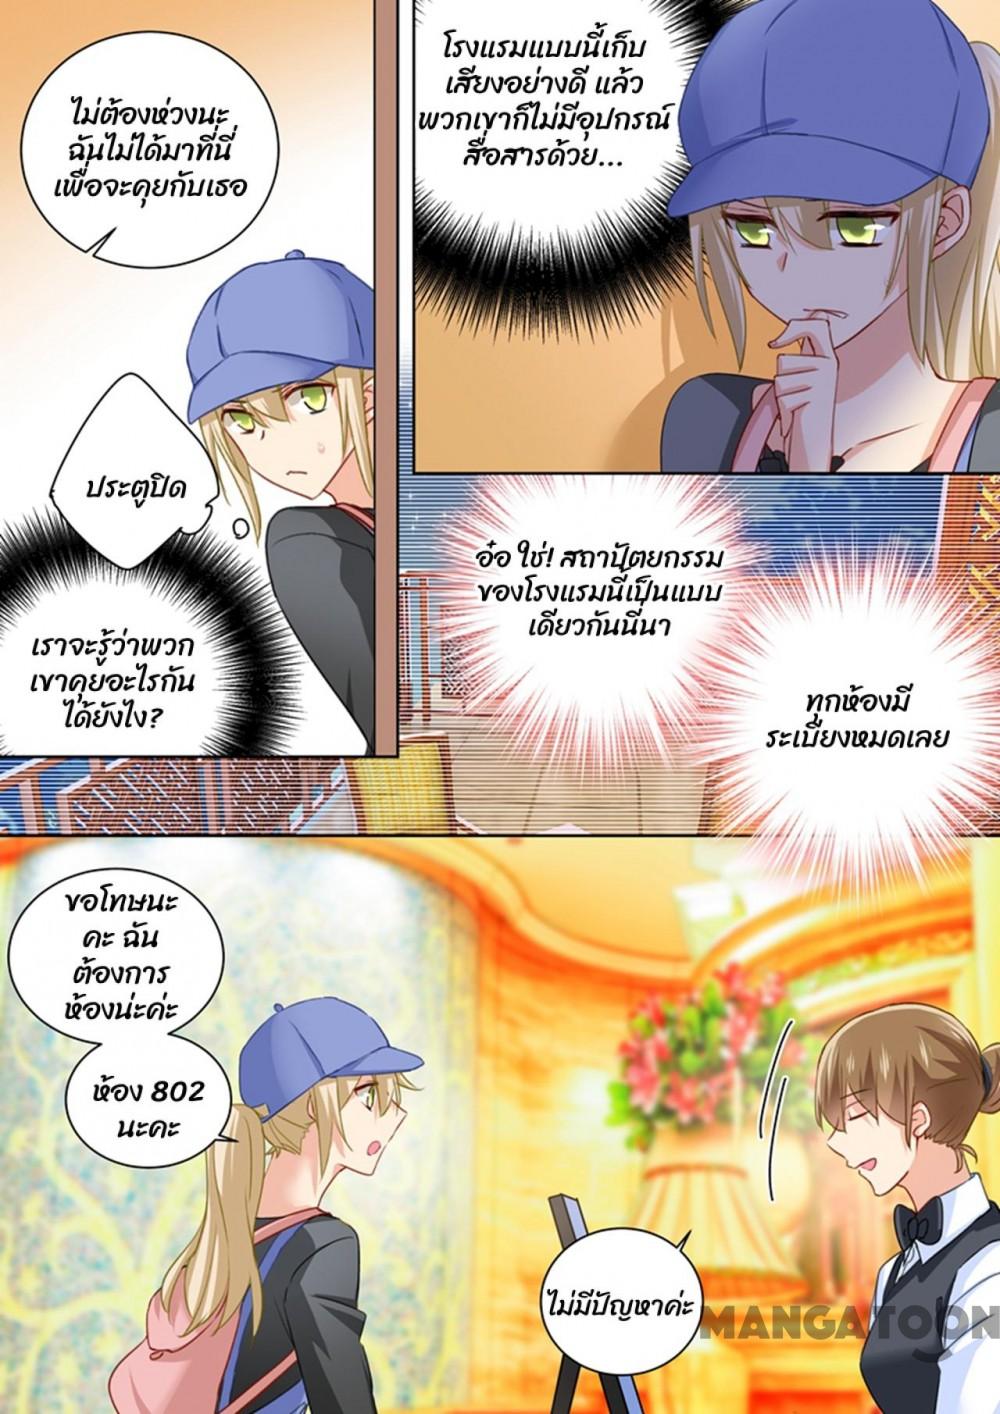 ไม่ต้องห่วงนะ
ฉันไม่ได้มาที่นี่
เพื่อจะคุยกับเธอ
โรงแรมแบบนี้เก็บ
เสียงอย่างดี แล้ว
พวกเขาก็ไม่มีอุปกรณ์
สื่อสารด้วย...
ประตูปิด
เราจะรู้ว่าพวก
เขาคุยอะไรกัน
ได้ยังไง?
อ๋อ ใช่! สถาปัตยกรรม
ของโรงแรมนี้เป็นแบบ
เดียวกันนี่นา
ทุกห้องมี
ระเบียงหมดเลย
ขอโทษนะ
คะ ฉัน
ต้องการ
ห้องน่ะค่ะ
ห้อง 802
นะคะ
ไม่มีปัญหาค่ะ
MANGATOON